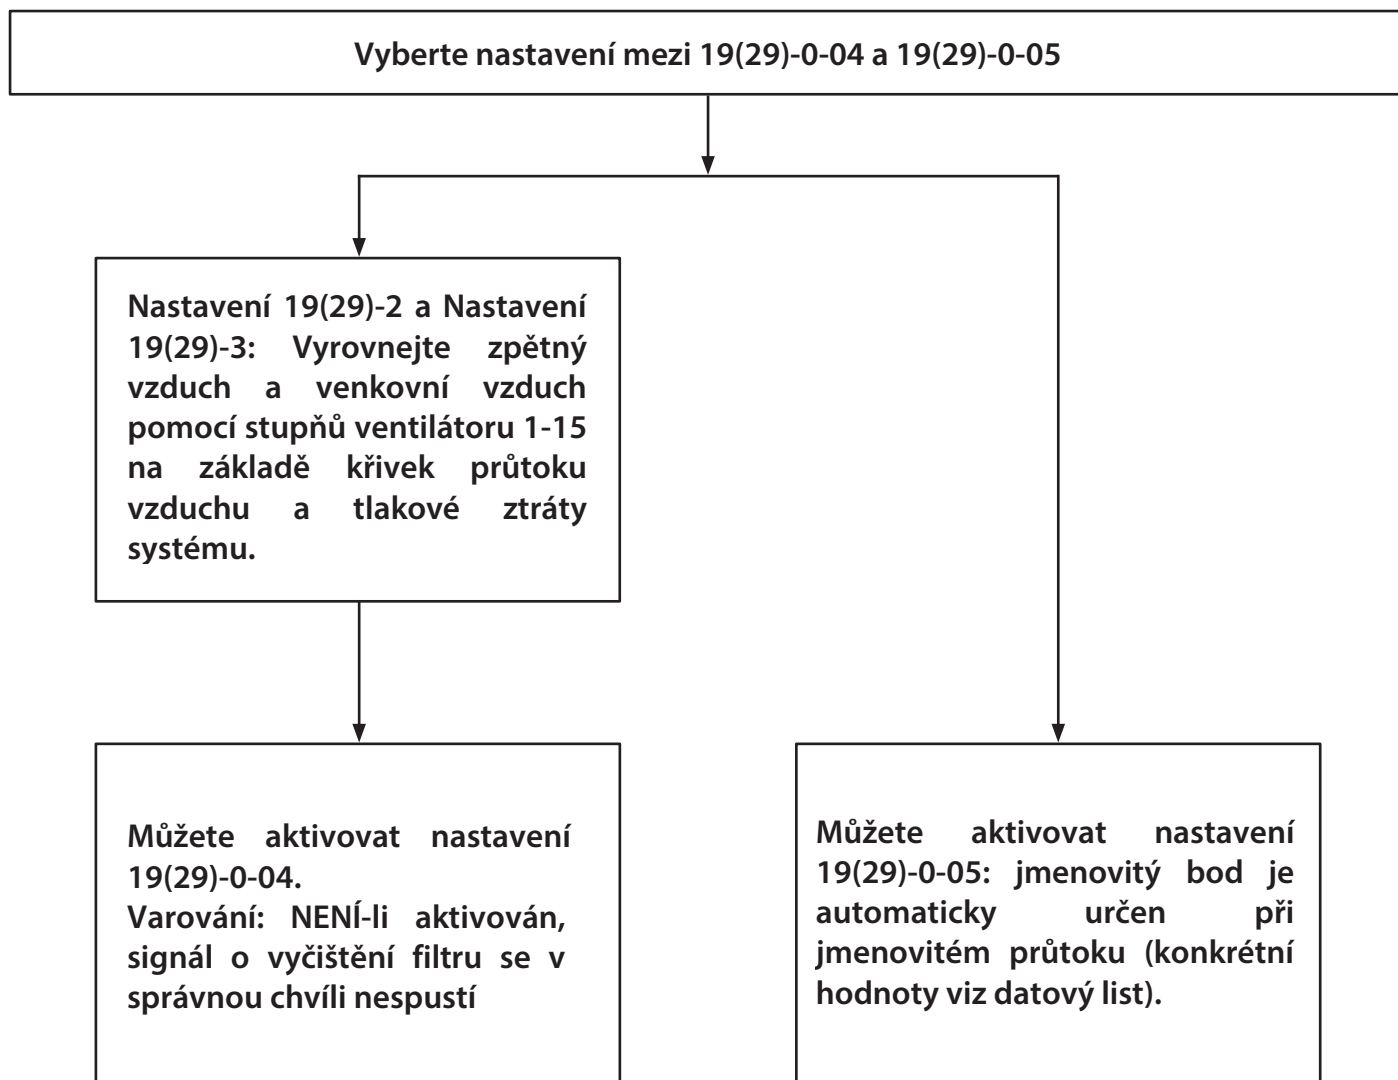 Vyberte nastavení mezi 19(29)-0-04 a 19(29)-0-05
Nastavení 19(29)-2 a Nastavení
19(29)-3: Vyrovnejte zpětný
vzduch a venkovní vzduch
pomocí stupňů ventilátoru 1-15
na základě křivek průtoku
vzduchu a tlakové ztráty
systému.
Můžete aktivovat nastavení
19(29)-0-04.
Varování: NENÍ-li aktivován,
signál o vyčištění filtru se v
správnou chvíli nespustí
Můžete aktivovat nastavení
19(29)-0-05: jmenovitý bod je
automaticky určen při
jmenovitém průtoku (konkrétní
hodnoty viz datový list).